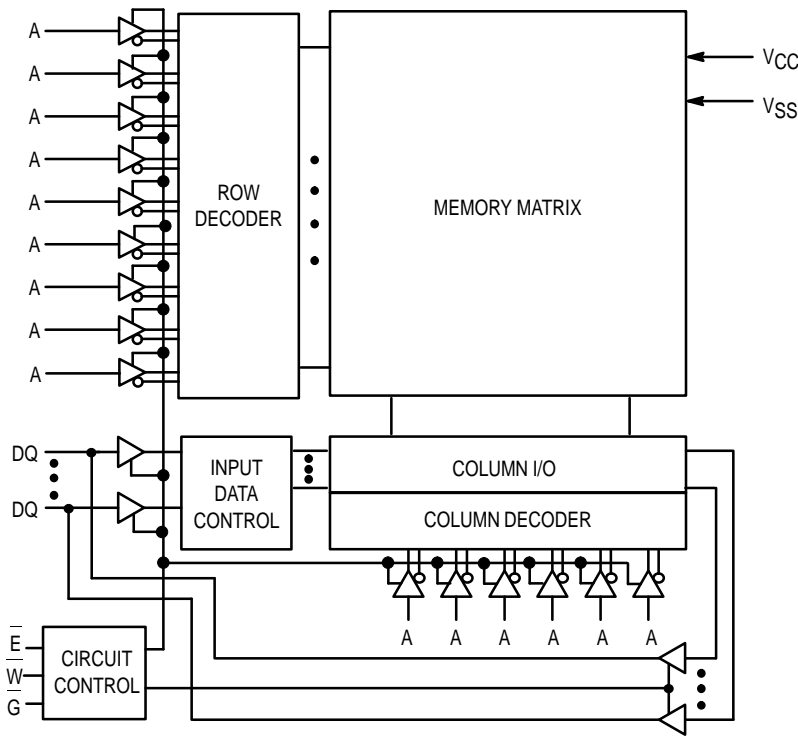 A
A
A
A
A
A
A
A
A
ROW
DECODER
MEMORY MATRIX
VCC
VSS
DQ
DQ
INPUT
DATA
CONTROL
COLUMN I/O
COLUMN DECODER
A A A A A A
E̅
W̅
G̅
CIRCUIT
CONTROL